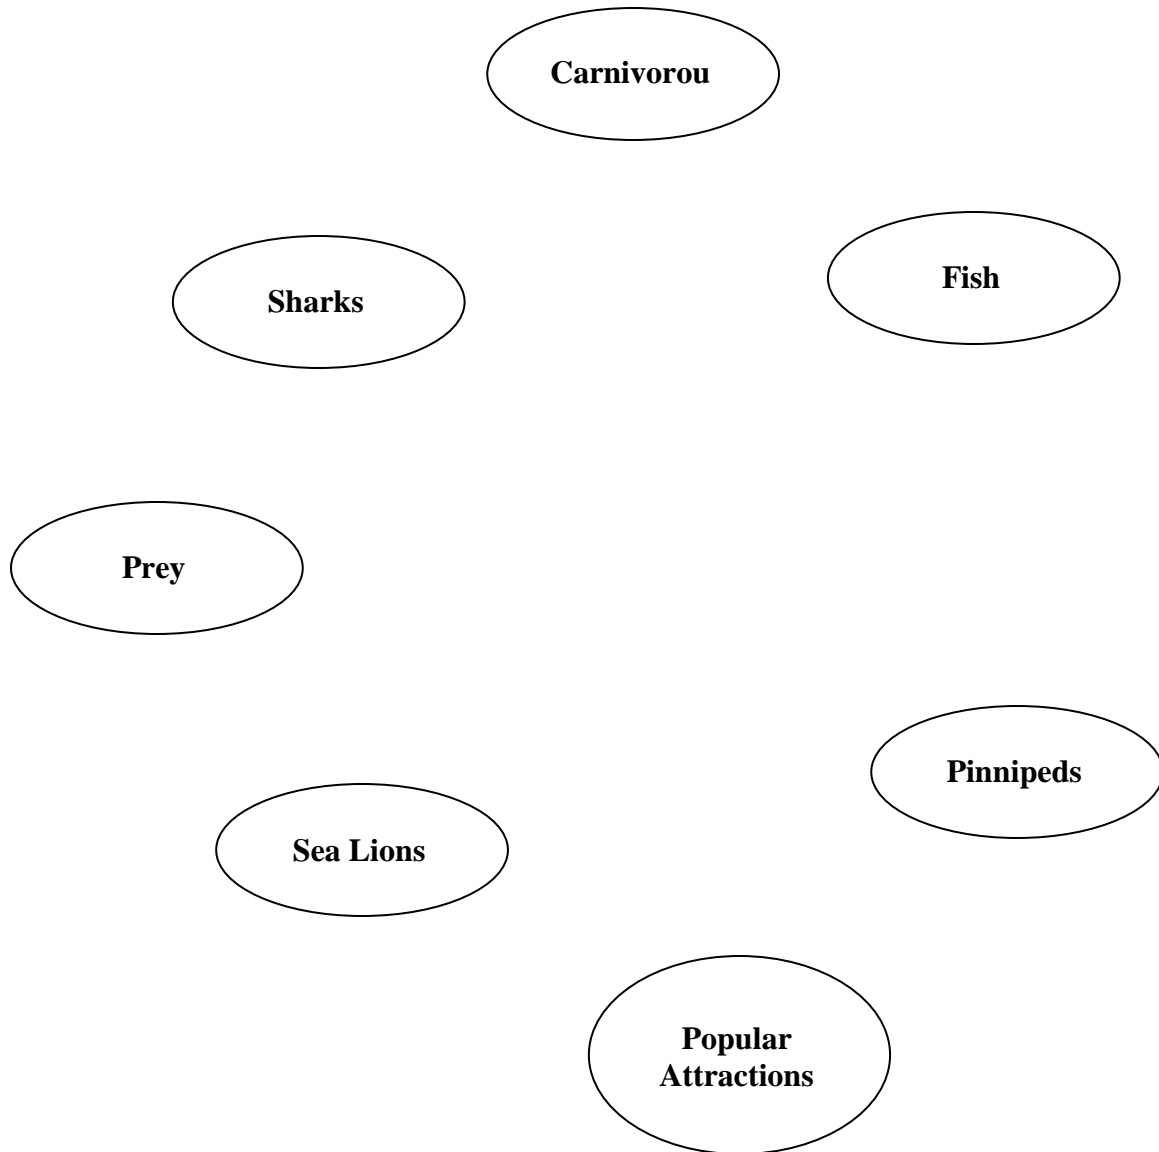 Carnivorou
Fish
Sharks
Prey
Pinnipeds
Sea Lions
Popular
Attractions